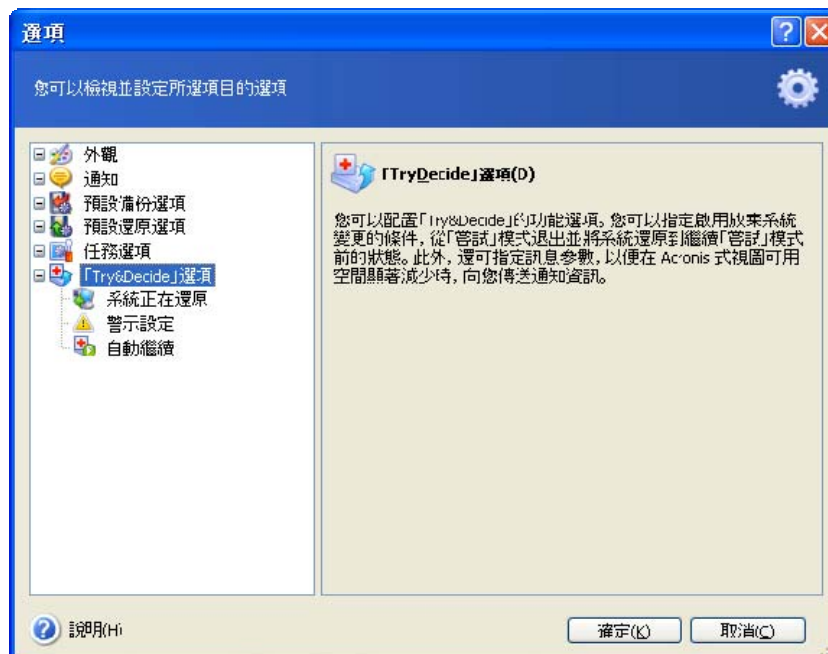 選項
您可以檢視並設定所選項目的選項
外觀
通知
預設備份選項
預設還原選項
任務選項
「Try&Decide」選項
系統正在還原
警示設定
自動繼續
「TryDecide」選項(D)
您可以配置「Try&Decide」的功能選項。您可以指定啟用放棄系統
變更的條件，從「嘗試」模式退出並將系統還原到繼續「嘗試」模式
前的狀態。此外，還可指定訊息參數，以便在 Acronis 式視圖可用
空間顯著減少時，向您傳送通知資訊。
說明(H)
確定(K)
取消(C)